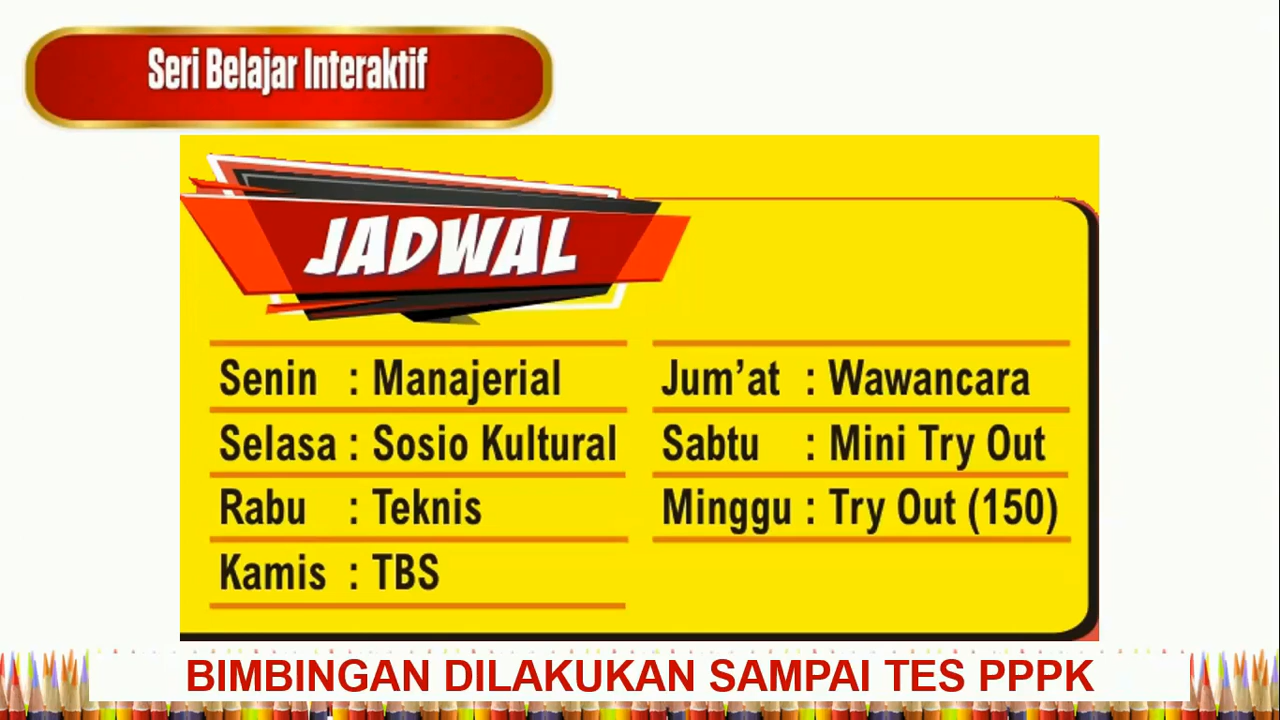 Seri Belajar Interaktif
JADWAL
Senin : Manajerial
Selasa : Sosio Kultural
Rabu : Teknis
Kamis : TBS
Jum'at : Wawancara
Sabtu : Mini Try Out
Minggu : Try Out (150)
BIMBINGAN DILAKUKAN SAMPAI TES PPPK